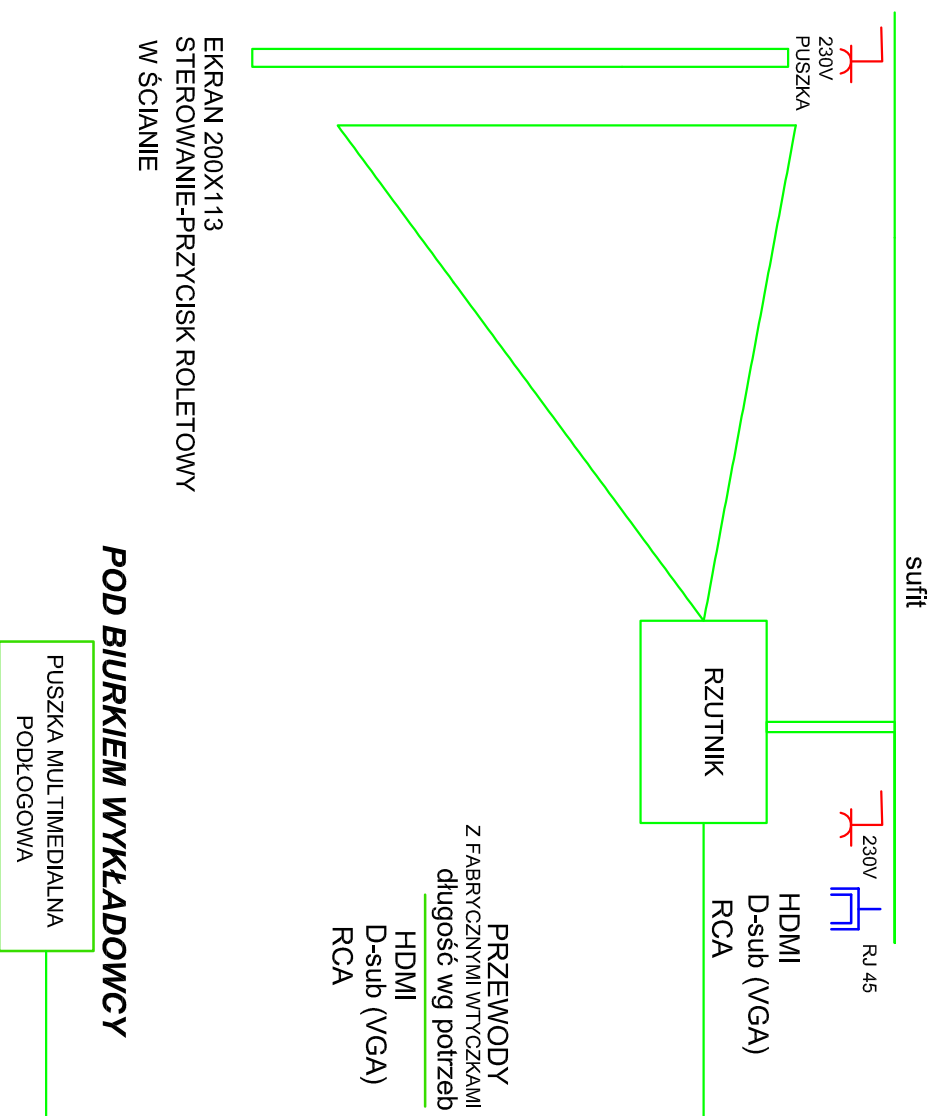 sufit
230V
PUSZKA
EKRAN 200X113
STEROWANIE-PRZYCISK ROLETOWY
W ŚCIANIE
RZUTNIK
230V
RJ 45
HDMI
D-sub (VGA)
RCA
PRZEWODY
Z FABRYCZNYMI WTYCZKAMI
długość wg potrzeb
HDMI
D-sub (VGA)
RCA
POD BIURKIEM WYKŁADOWCY
PUSZKA MULTIMEDIALNA
PODŁOGOWA